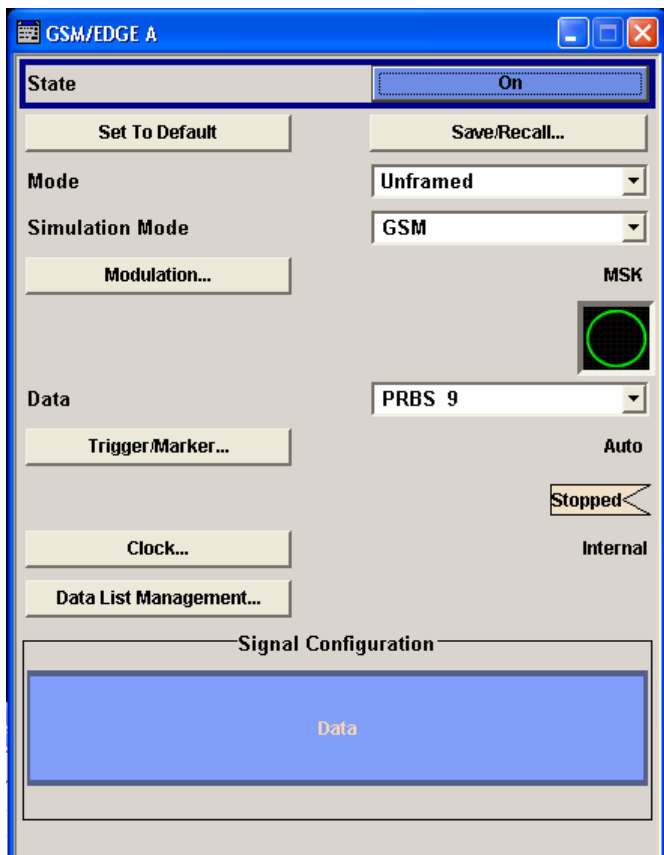 GSM/EDGE A
State On
Set To Default Save/Recall...
Mode Unframed
Simulation Mode GSM
Modulation... MSK
Data PRBS 9
Trigger/Marker... Auto
Stopped
Clock... Internal
Data List Management...
Signal Configuration
Data